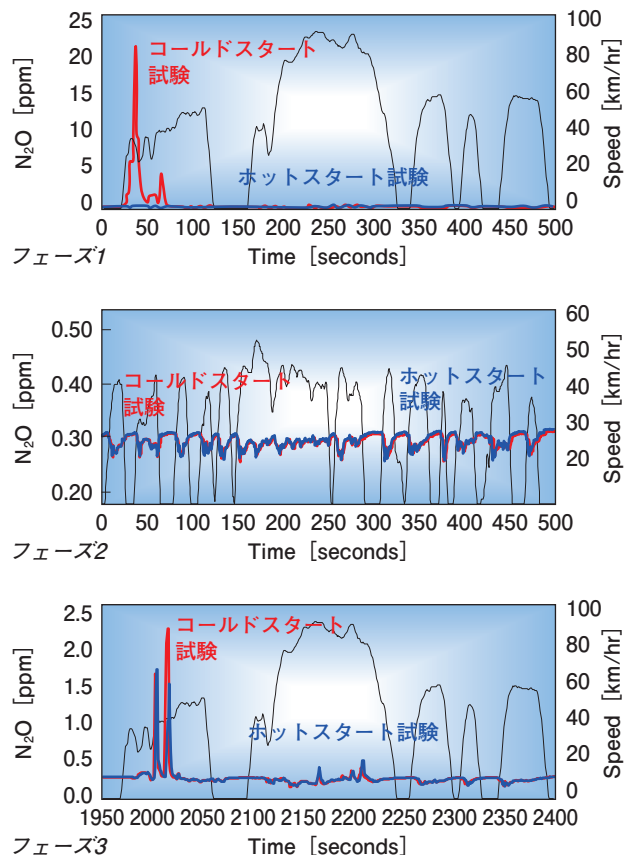 25
20
15
10
5
0
N2O [ppm]
コールドスタート
試験
ホットスタート試験
100
80
60
40
20
0
Speed [km/hr]
0 50 100 150 200 250 300 350 400 450 500
フェーズ1
Time [seconds]
0.50
0.40
0.30
0.20
N2O [ppm]
コールドスタート
試験
ホットスタート
試験
60
50
40
30
20
Speed [km/hr]
0 50 100 150 200 250 300 350 400 450 500
フェーズ2
Time [seconds]
2.5
2.0
1.5
1.0
0.5
0.0
N2O [ppm]
コールドスタート
試験
ホットスタート試験
100
80
60
40
20
0
Speed [km/hr]
1950 2000 2050 2100 2150 2200 2250 2300 2350 2400
フェーズ3
Time [seconds]